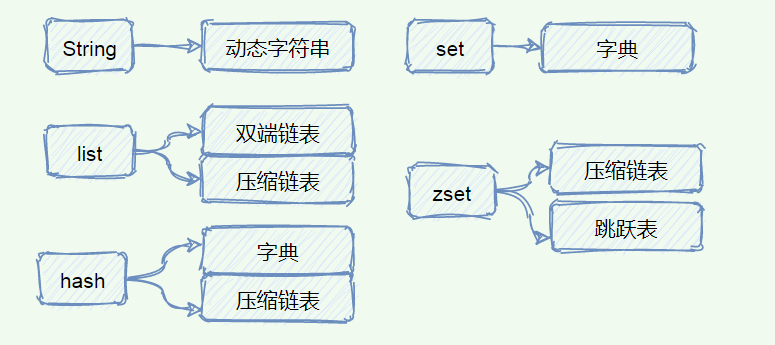 String
动态字符串
list
双端链表
压缩链表
hash
字典
压缩链表
set
字典
zset
压缩链表
跳跃表